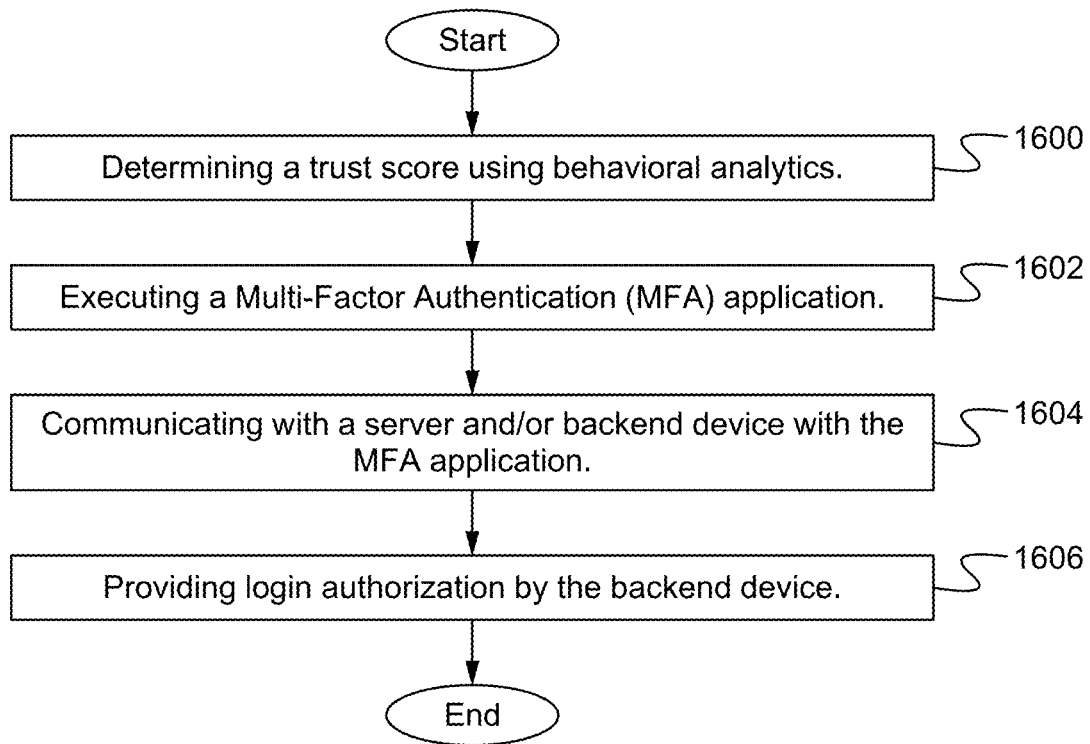 Start
Determining a trust score using behavioral analytics.
1600
Executing a Multi-Factor Authentication (MFA) application.
1602
Communicating with a server and/or backend device with the
MFA application.
1604
Providing login authorization by the backend device.
1606
End